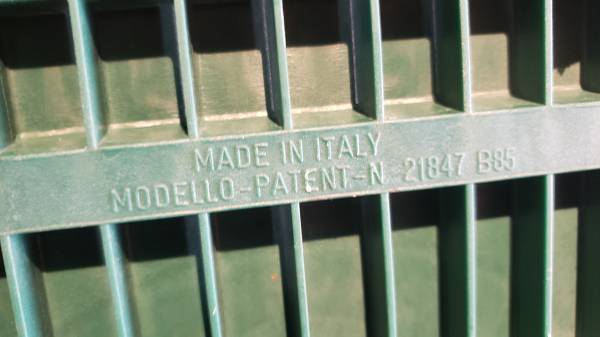 MADE IN ITALY
MODELLO-PATENT-N 21847 B85